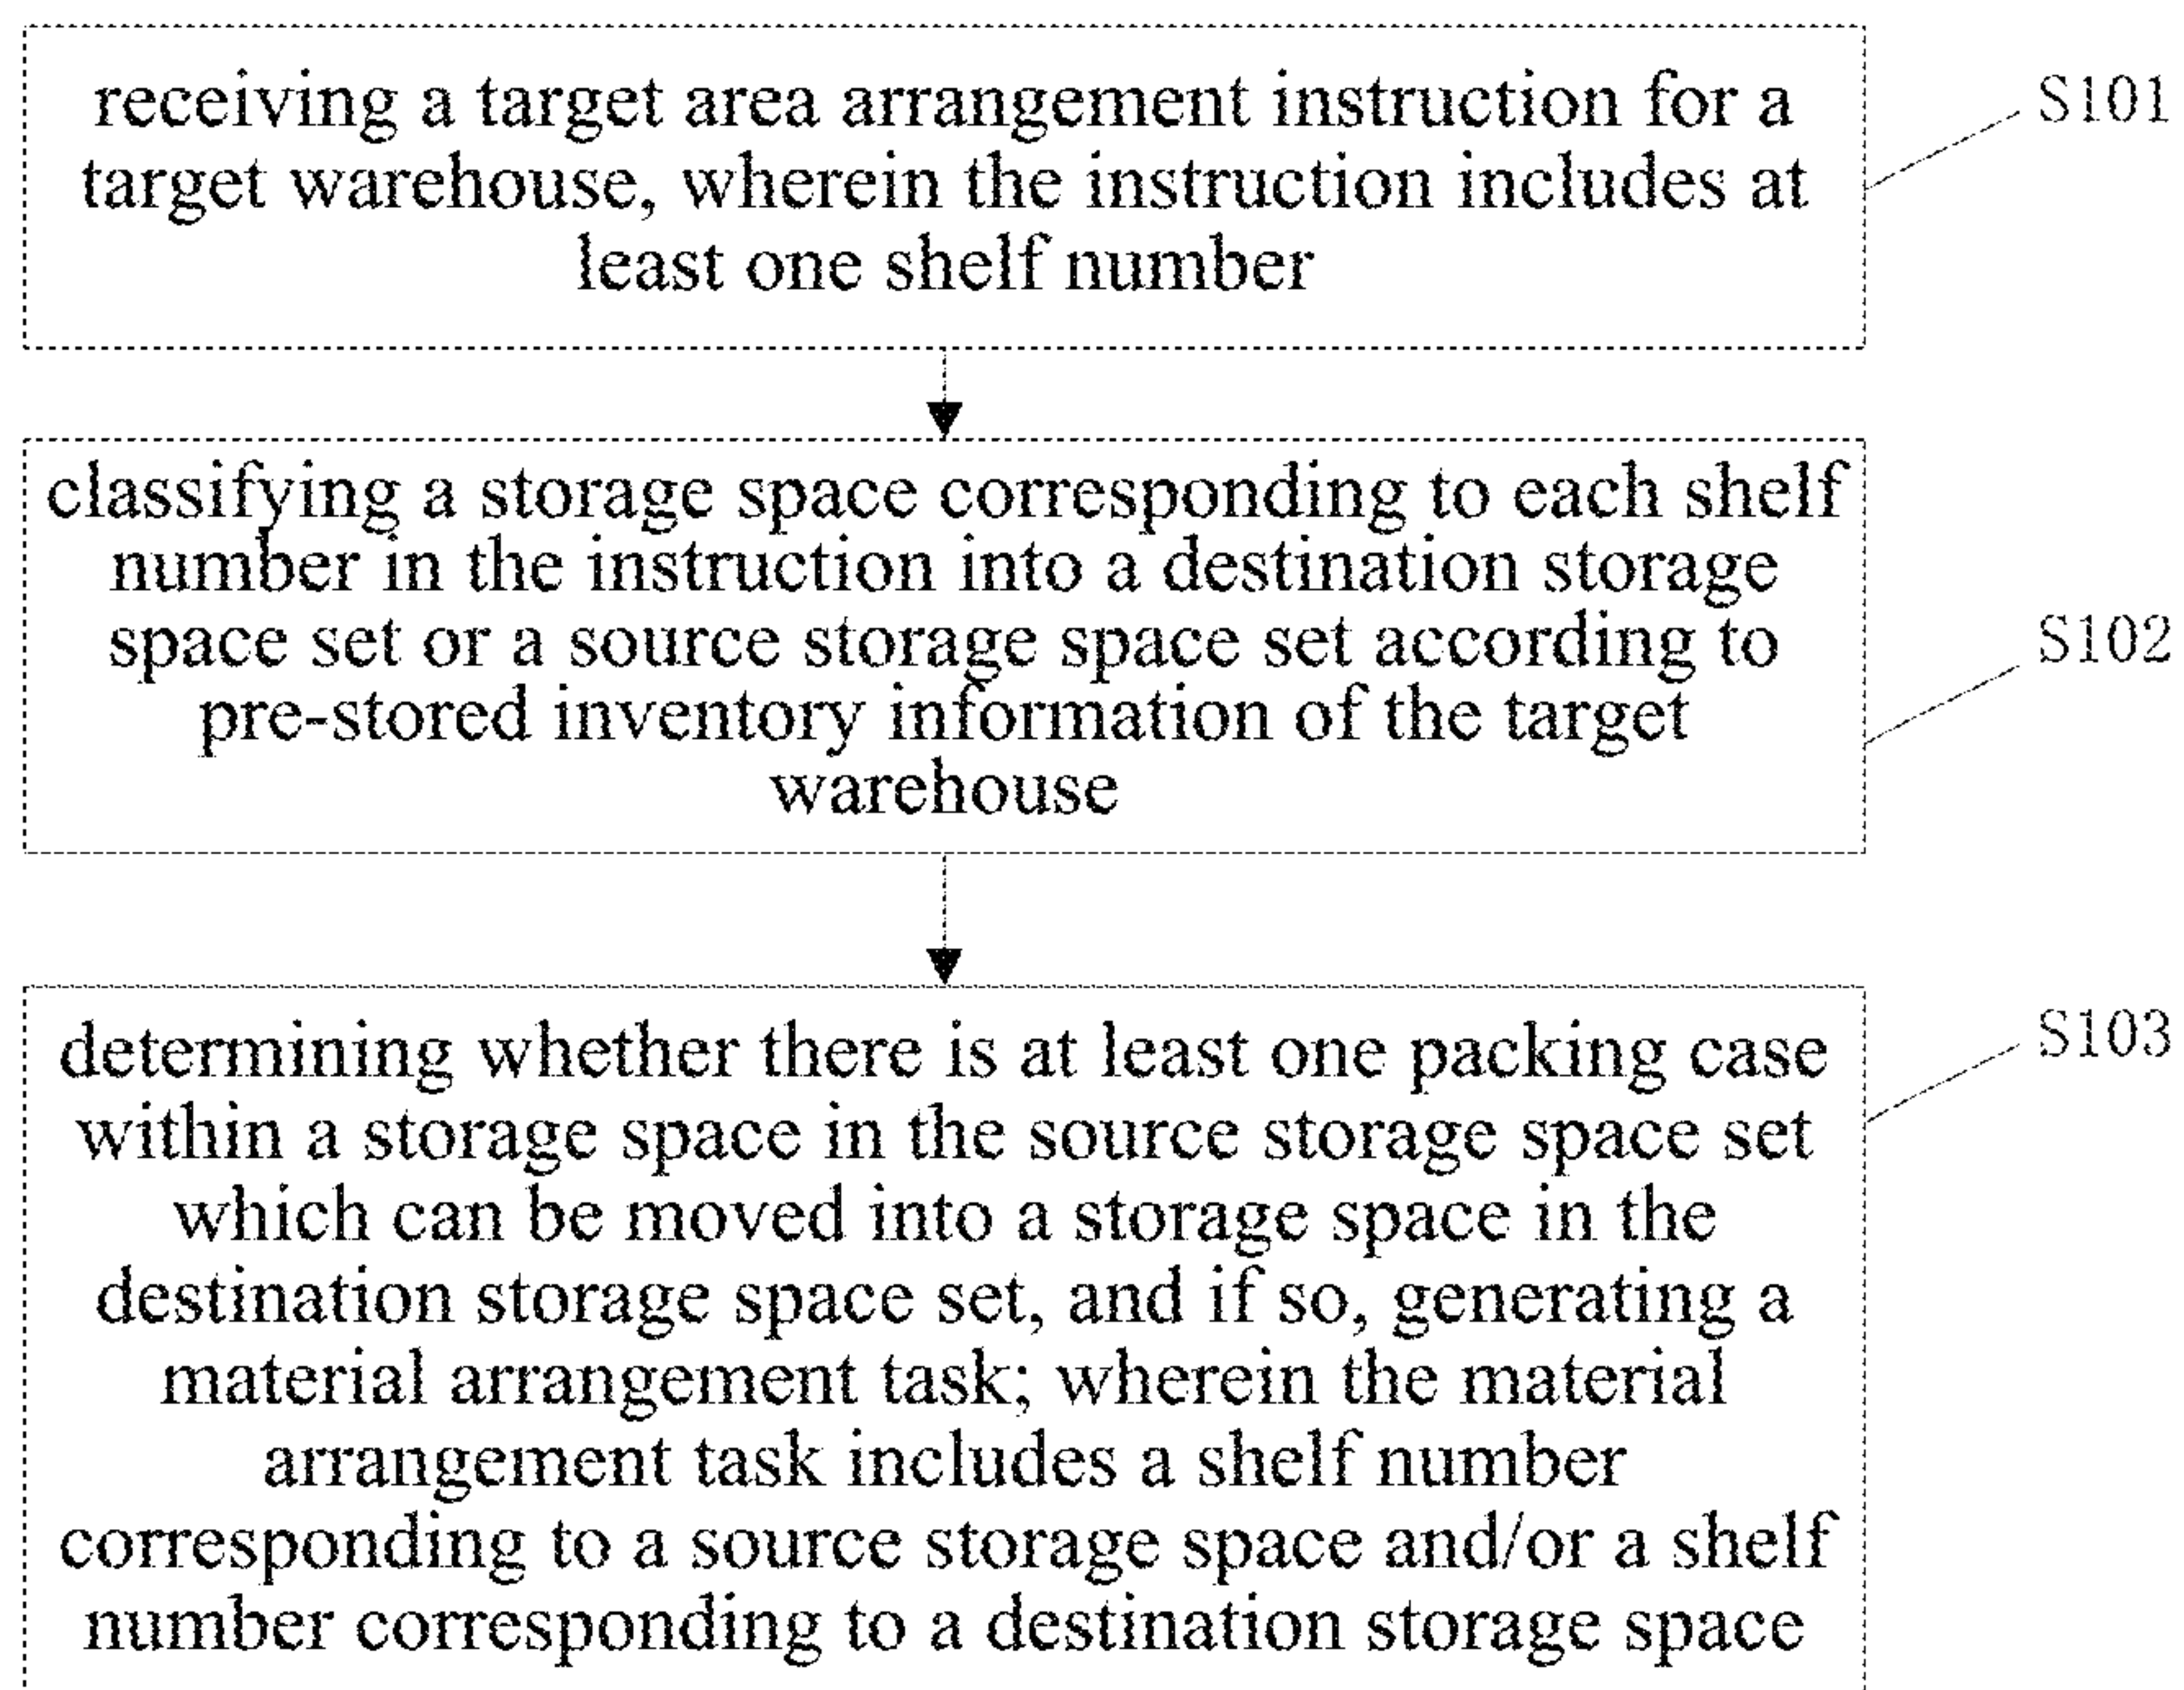 receiving a target area arrangement instruction for a
target warehouse, wherein the instruction includes at
least one shelf number
S101
classifying a storage space corresponding to each shelf
number in the instruction into a destination storage
space set or a source storage space set according to
pre-stored inventory information of the target
warehouse
S102
determining whether there is at least one packing case
within a storage space in the source storage space set
which can be moved into a storage space in the
destination storage space set, and if so, generating a
material arrangement task; wherein the material
arrangement task includes a shelf number
corresponding to a source storage space and/or a shelf
number corresponding to a destination storage space
S103